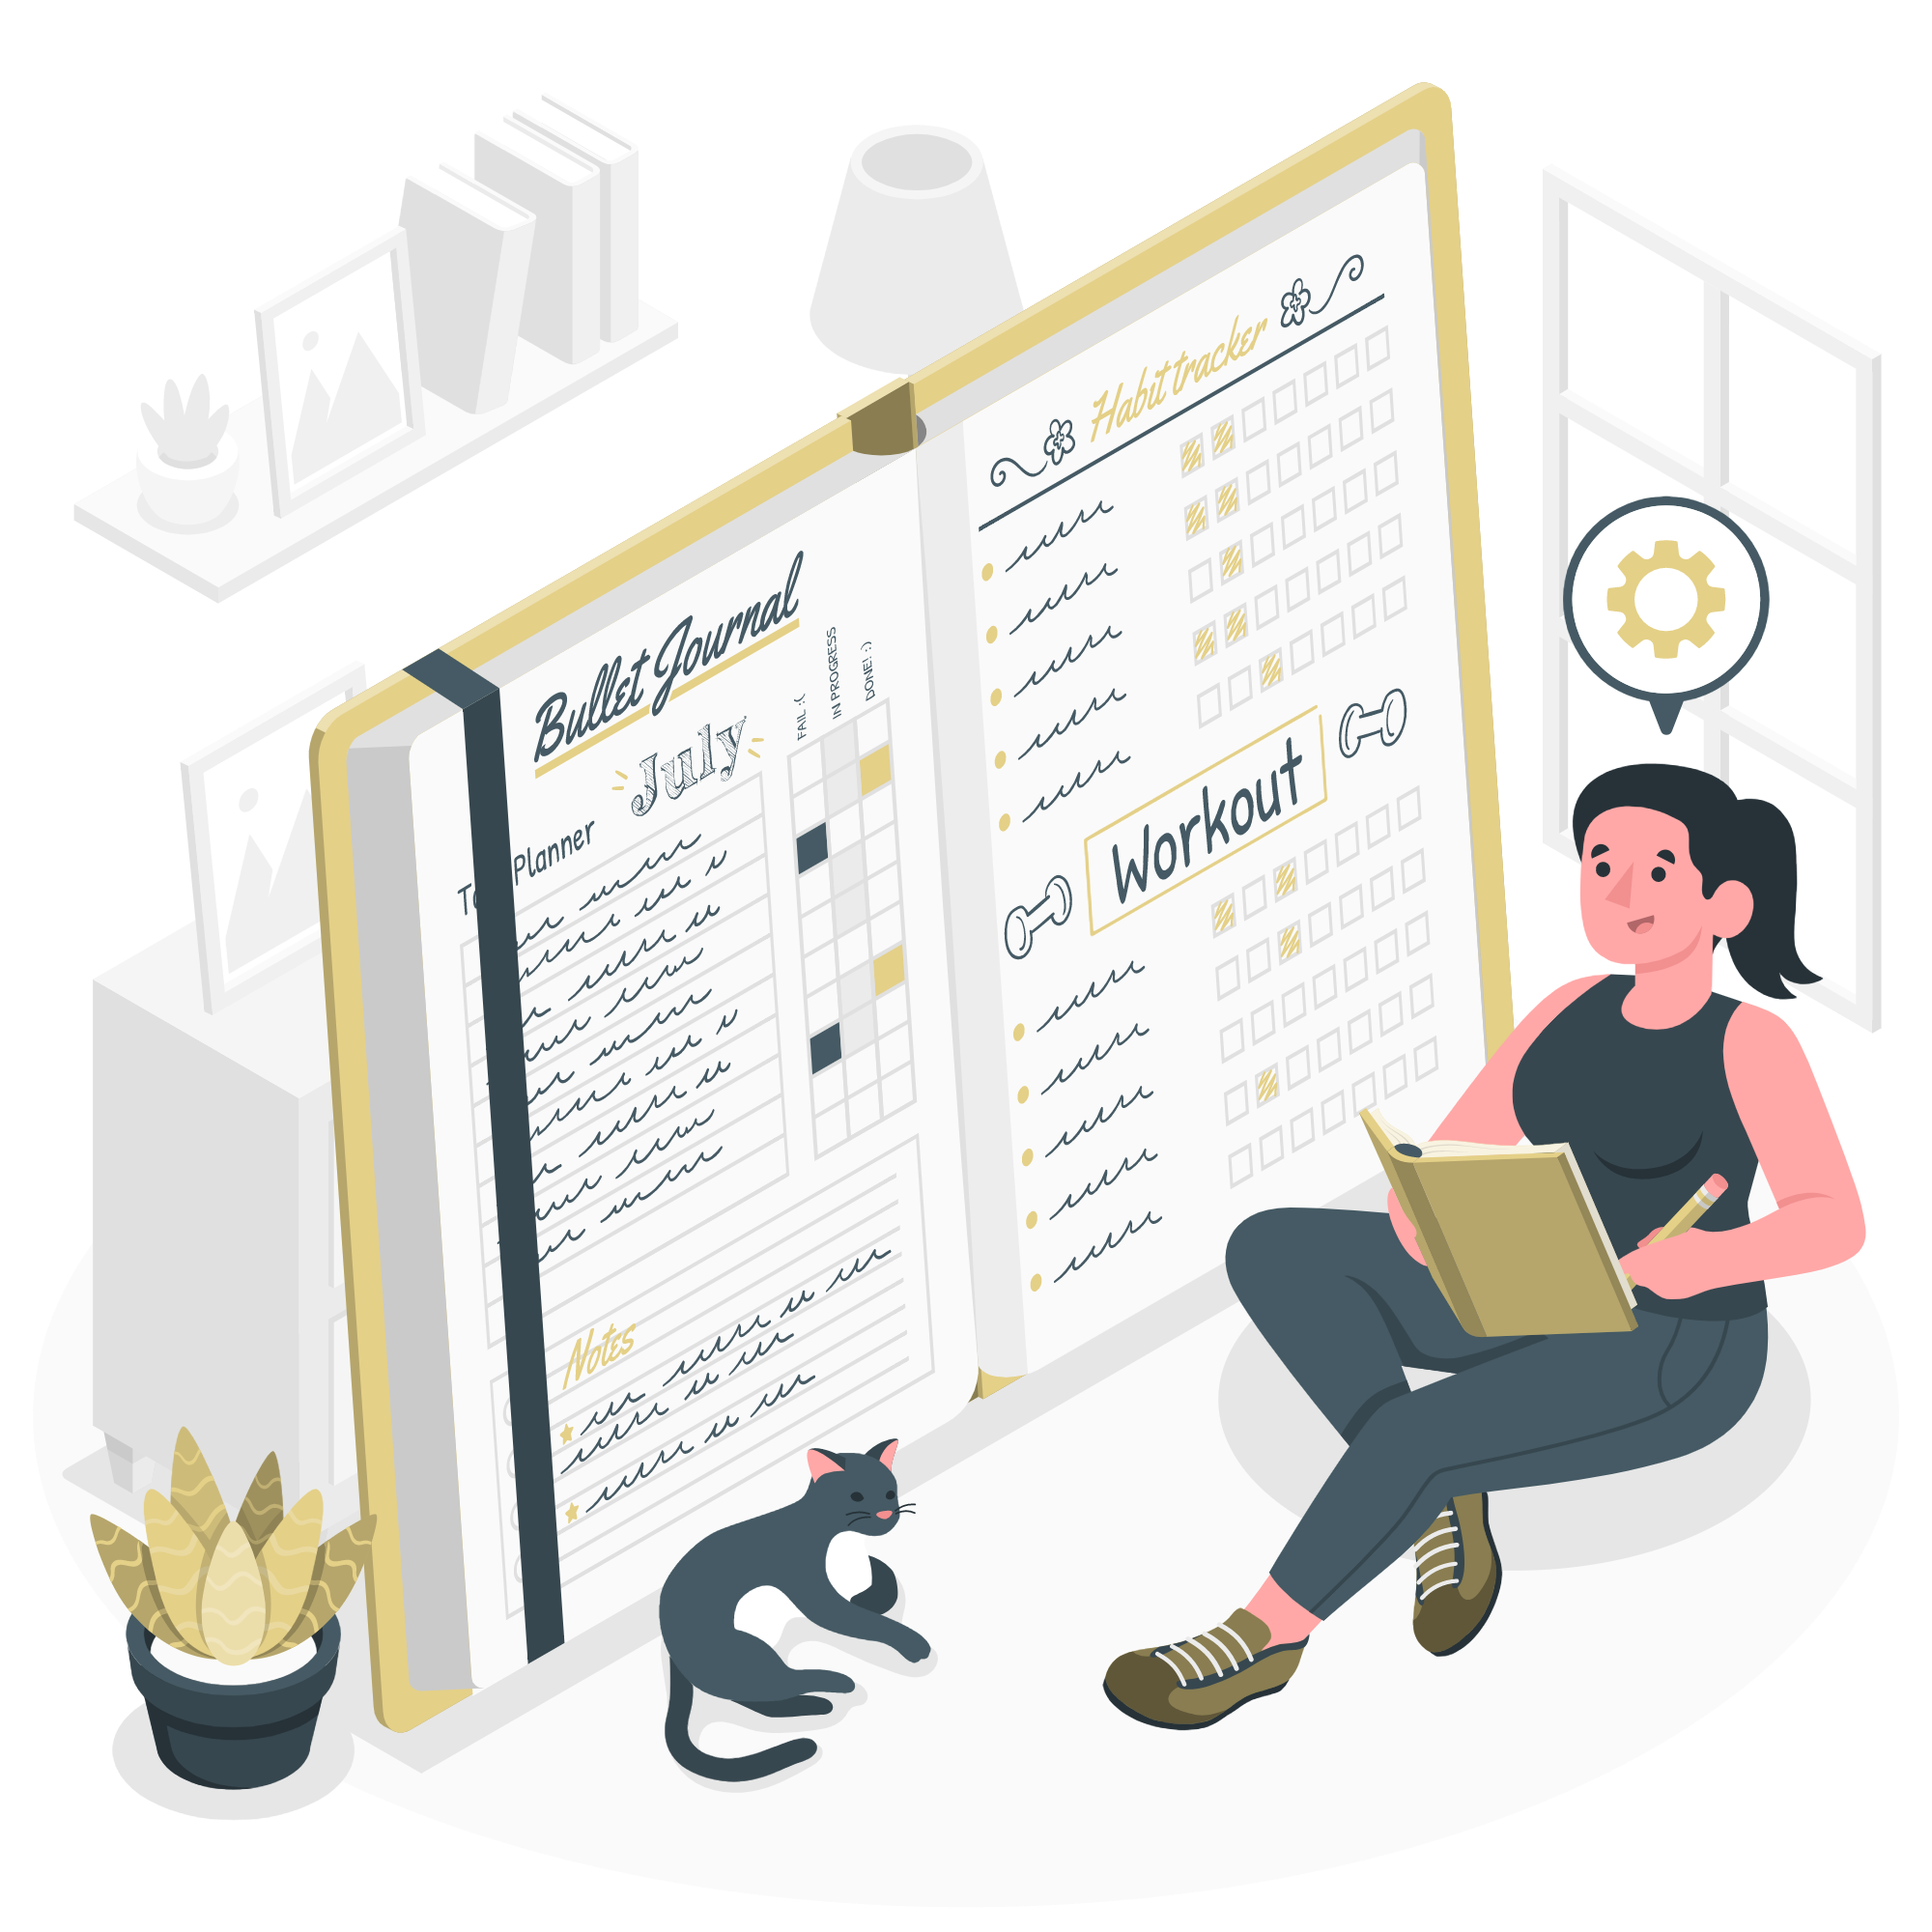 Bullet Journal
July
FAIL :(
IN PROGRESS
DONE! :)
Planner
Notes
Habit tracker
Workout